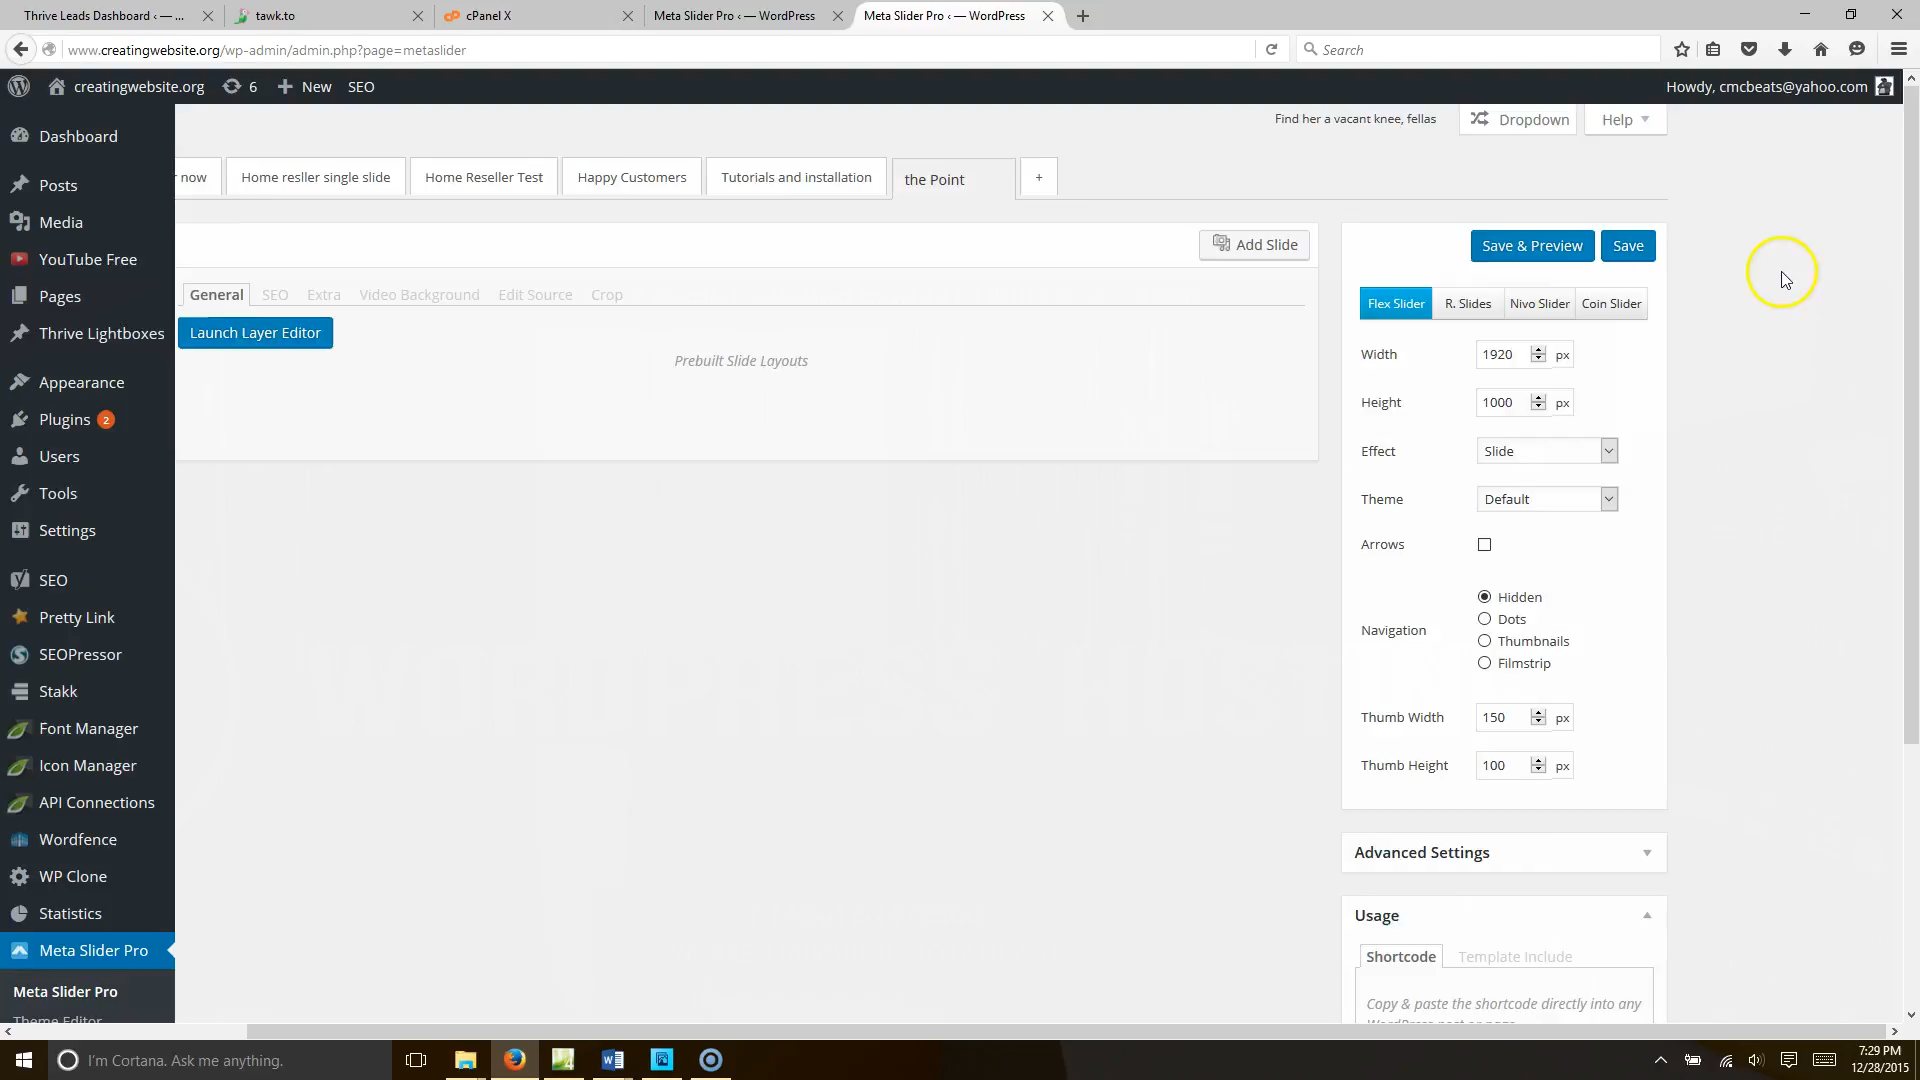 Thrive Leads Dashboard ‹ — ...
tawk.to
cPanel X
Meta Slider Pro ‹ — WordPress
Meta Slider Pro ‹ — WordPress
www.creatingwebsite.org/wp-admin/admin.php?page=metaslider
Search
creatingwebsite.org
6
New
SEO
Howdy, cmcbeats@yahoo.com
Find her a vacant knee, fellas
Dropdown
Help
r now
Home resller single slide
Home Reseller Test
Happy Customers
Tutorials and installation
the Point
+
Dashboard
Posts
Media
YouTube Free
Pages
Thrive Lightboxes
Appearance
Plugins 2
Users
Tools
Settings
SEO
Pretty Link
SEOPressor
Stakk
Font Manager
Icon Manager
API Connections
Wordfence
WP Clone
Statistics
Meta Slider Pro
Meta Slider Pro
Theme Editor
Add Slide
General
SEO
Extra
Video Background
Edit Source
Crop
Launch Layer Editor
Prebuilt Slide Layouts
Save & Preview
Save
Flex Slider
R. Slides
Nivo Slider
Coin Slider
Width 1920 px
Height 1000 px
Effect Slide
Theme Default
Arrows
Navigation
Hidden
Dots
Thumbnails
Filmstrip
Thumb Width 150 px
Thumb Height 100 px
Advanced Settings
Usage
Shortcode
Template Include
Copy & paste the shortcode directly into any
WordPress post or page.
I'm Cortana. Ask me anything.
7:29 PM
12/28/2015